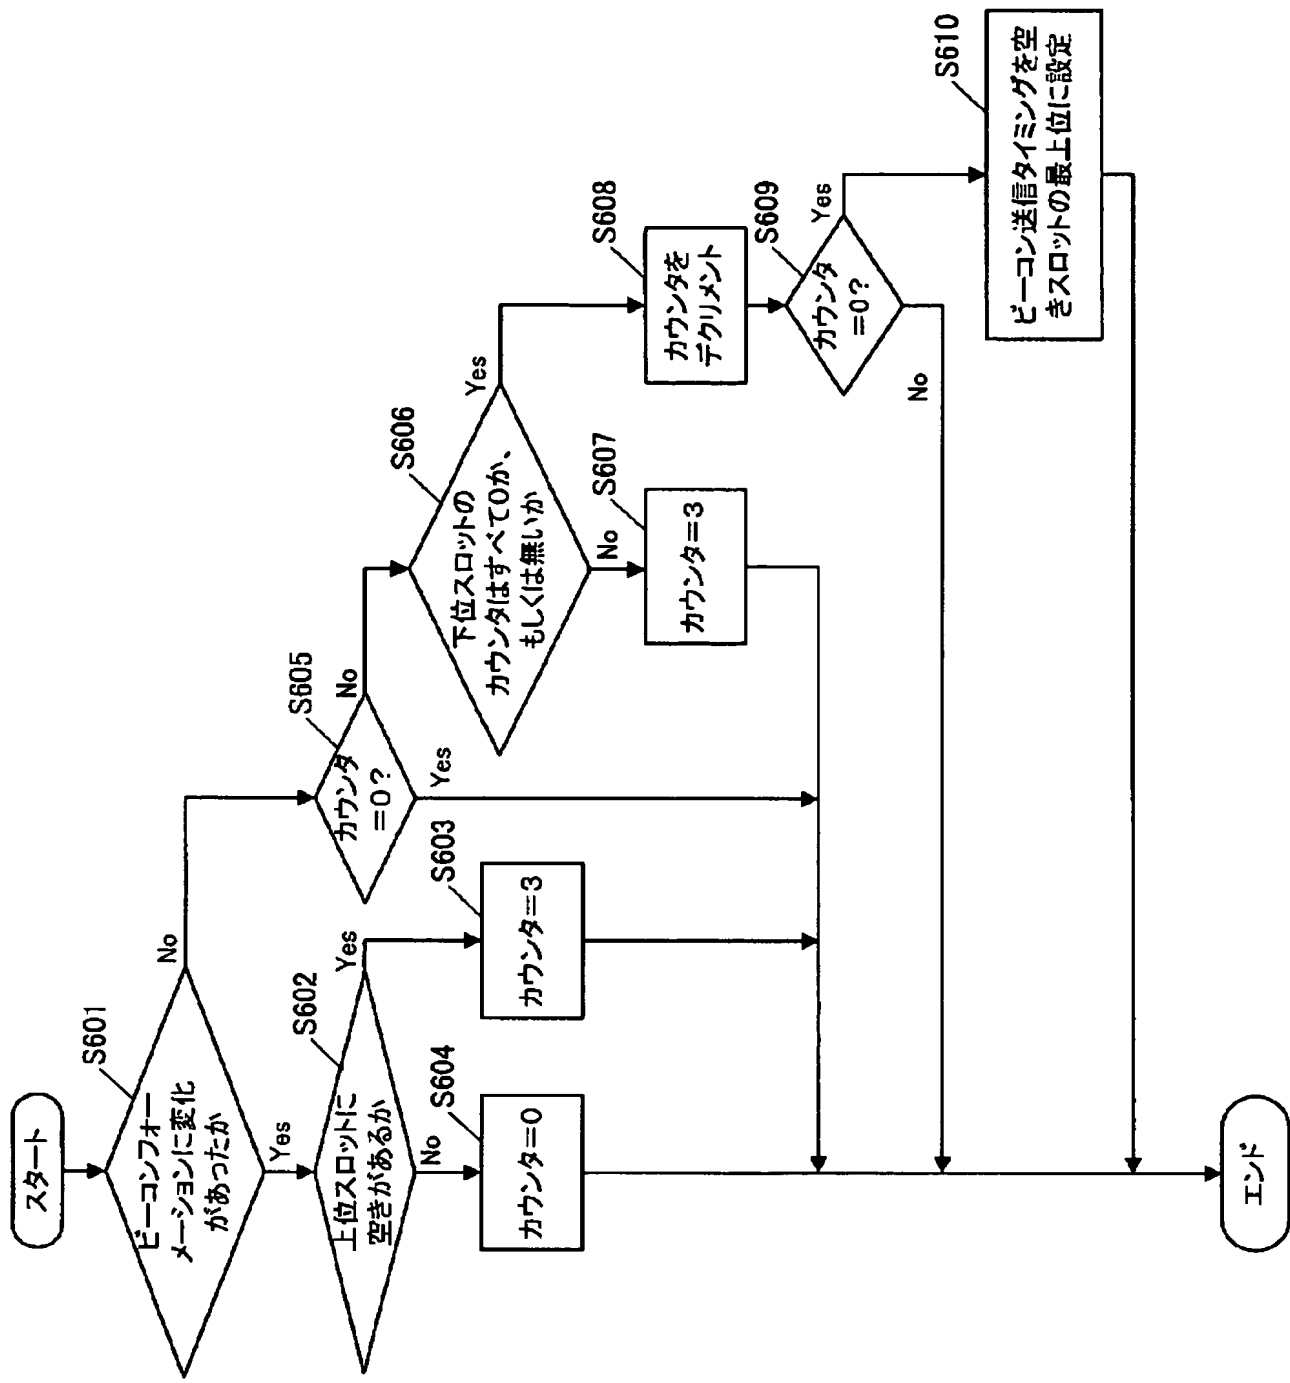 スタート
S601
ビーコンフォー
メーションに変化
があったか
No
Yes
S602
上位スロットに
空きがあるか
Yes
No
S603
カウンタ=3
S604
カウンタ=0
S605
カウンタ
=0?
No
Yes
S606
下位スロットの
カウンタはすべて0か、
もしくは無いか
Yes
No
S607
カウンタ=3
S608
カウンタを
デクリメント
S609
カウンタ
=0?
Yes
No
S610
ビーコン送信タイミングを空
きスロットの最上位に設定
エンド